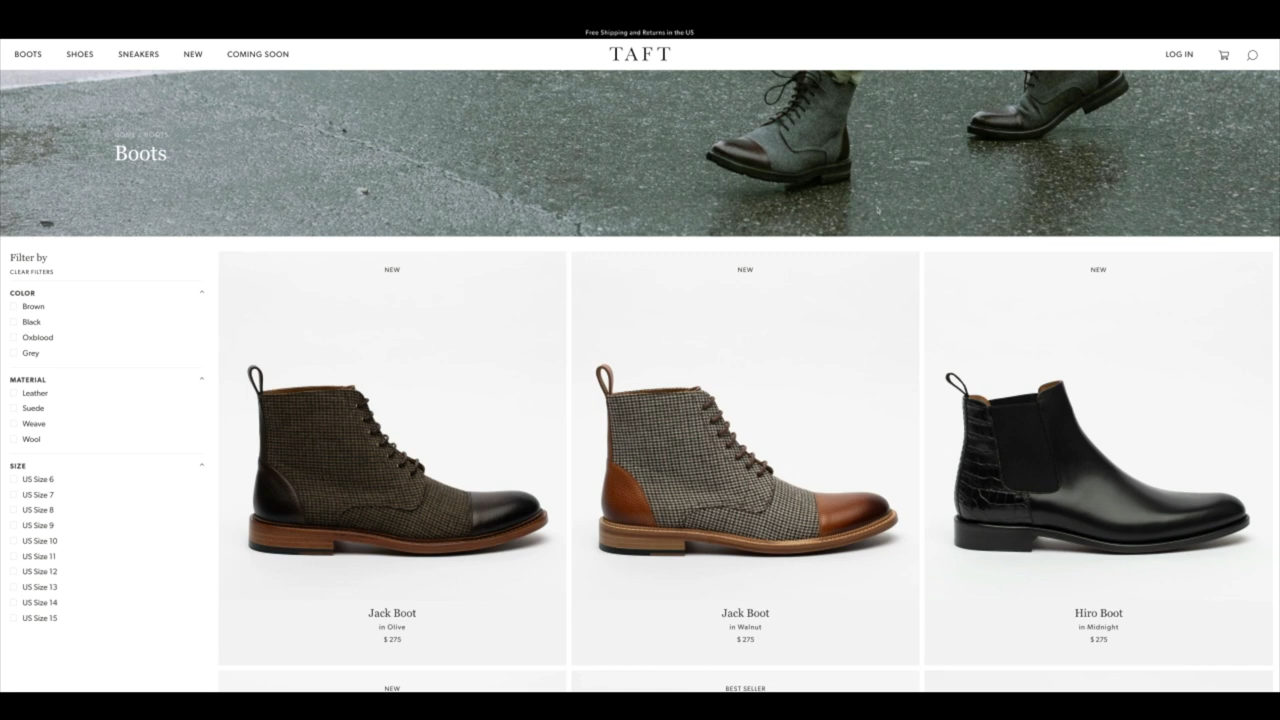 Free Shipping and Returns in the US
BOOTS SHOES SNEAKERS NEW COMING SOON TAFT LOG IN
HOME / BOOTS
Boots
Filter by
CLEAR FILTERS
COLOR
Brown
Black
Oxblood
Grey
MATERIAL
Leather
Suede
Weave
Wool
SIZE
US Size 6
US Size 7
US Size 8
US Size 9
US Size 10
US Size 11
US Size 12
US Size 13
US Size 14
US Size 15
NEW
Jack Boot
in Olive
$ 275
NEW
Jack Boot
in Walnut
$ 275
NEW
Hiro Boot
in Midnight
$ 275
NEW
BEST SELLER